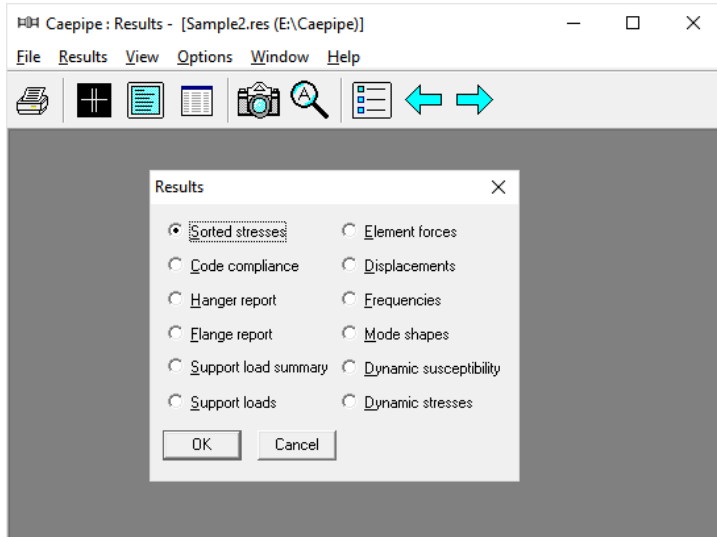 Caepipe : Results - [Sample2.res (E:\Caepipe)]
File Results View Options Window Help
A
Results
Sorted stresses Element forces
Code compliance Displacements
Hanger report Frequencies
Flange report Mode shapes
Support load summary Dynamic susceptibility
Support loads Dynamic stresses
OK Cancel